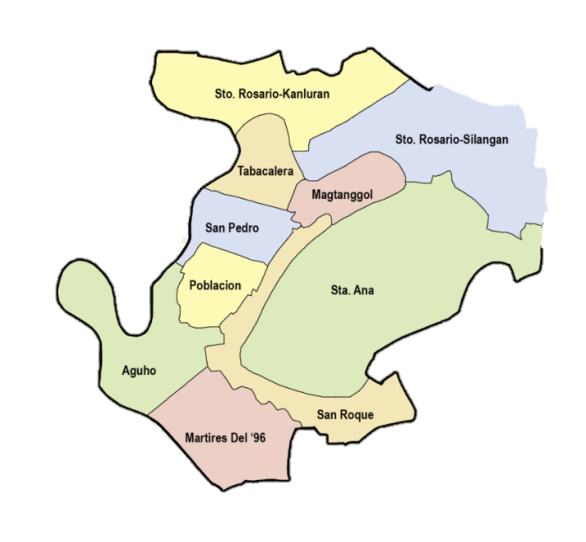 Sto. Rosario-Kanluran
Sto. Rosario-Silangan
Tabacalera
Magtanggol
San Pedro
Poblacion
Sta. Ana
Aguho
San Roque
Martires Del ‘96